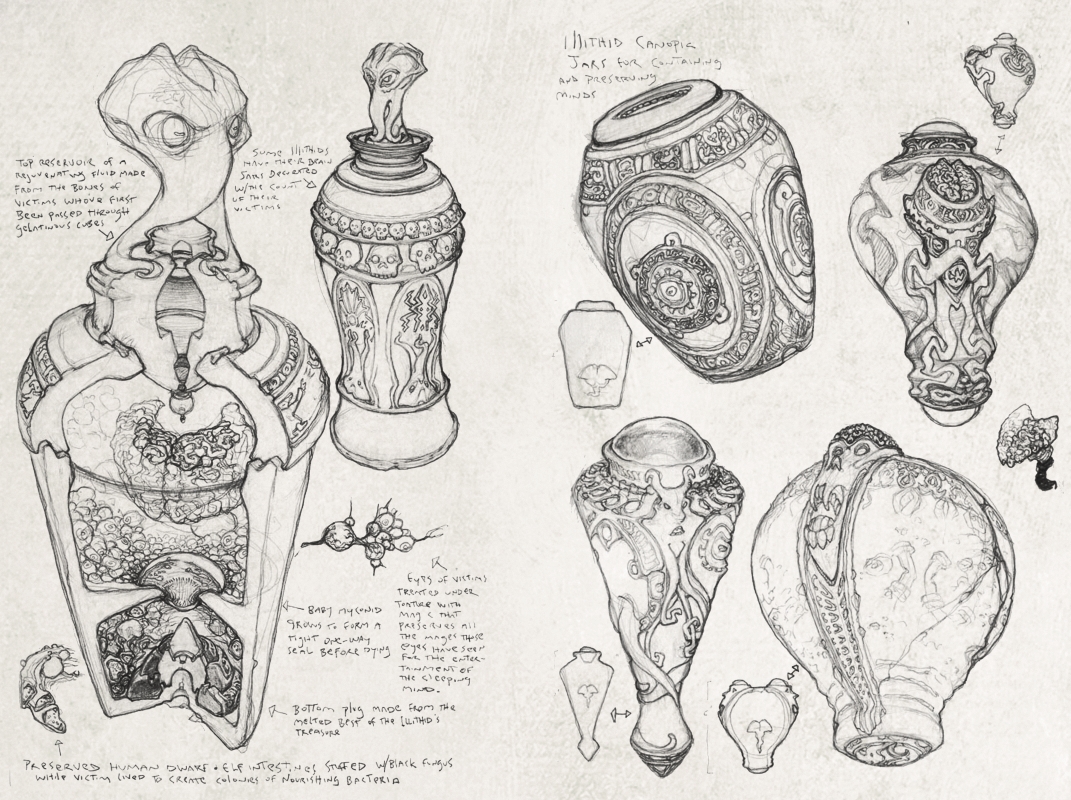 TOP RESERVOIR OF A
REJUVENATING FLUID MADE
FROM THE BONES OF
VICTIMS WHO'VE FIRST
BEEN PASSED THROUGH
GELATINOUS CUBES
SOME ILLITHIDS
HAVE THEIR BRAIN
JARS DECORATED
W/THE COUNT
OF THEIR
VICTIMS
EYES OF VICTIMS
TREATED UNDER
TORTURE WITH
MAGIC THAT
PRESERVES ALL
THE IMAGES THOSE
EYES HAVE SEEN
FOR THE ENTER-
TAINMENT OF
THE SLEEPING
MIND.
BABY MYCONID
GROWS TO FORM A
TIGHT ONE-WAY
SEAL BEFORE DYING
BOTTOM PLUG MADE FROM THE
MELTED BEST OF THE ILLITHID'S
TREASURE
PRESERVED HUMAN DWARF + ELF INTESTINES STUFFED W/BLACK FUNGUS
WHILE VICTIM LIVED TO CREATE COLONIES OF NOURISHING BACTERIA
ILLITHID CANOPIC
JARS FOR CONTAINING
AND PRESERVING
MINDS